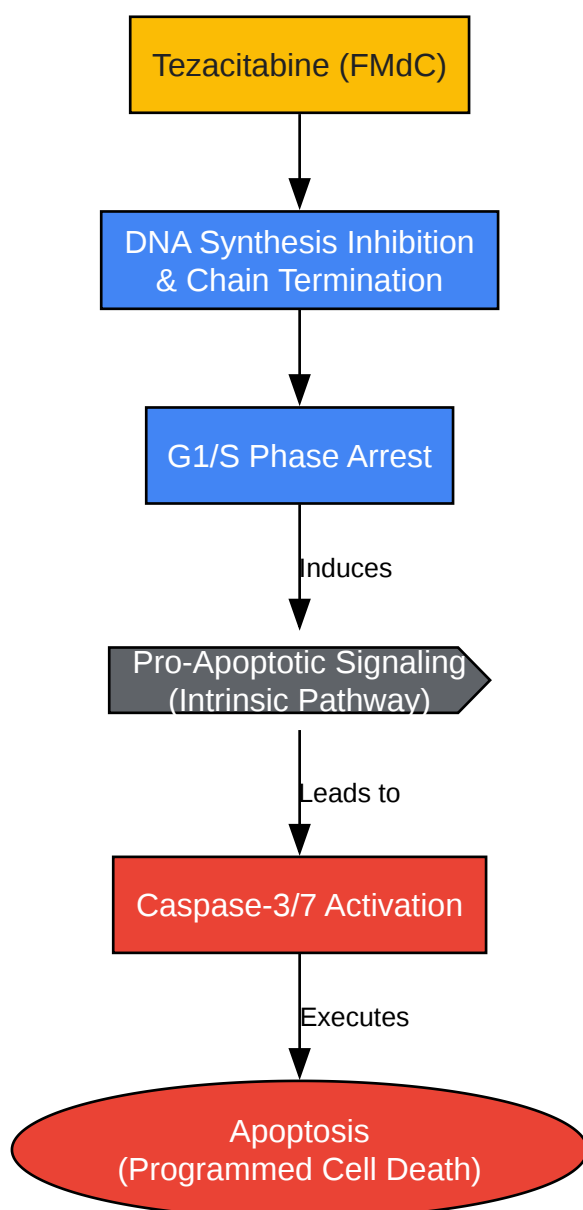 Tezacitabine (FMdC)
DNA Synthesis Inhibition
& Chain Termination
G1/S Phase Arrest
Induces
Pro-Apoptotic Signaling
(Intrinsic Pathway)
Leads to
Caspase-3/7 Activation
Executes
Apoptosis
(Programmed Cell Death)